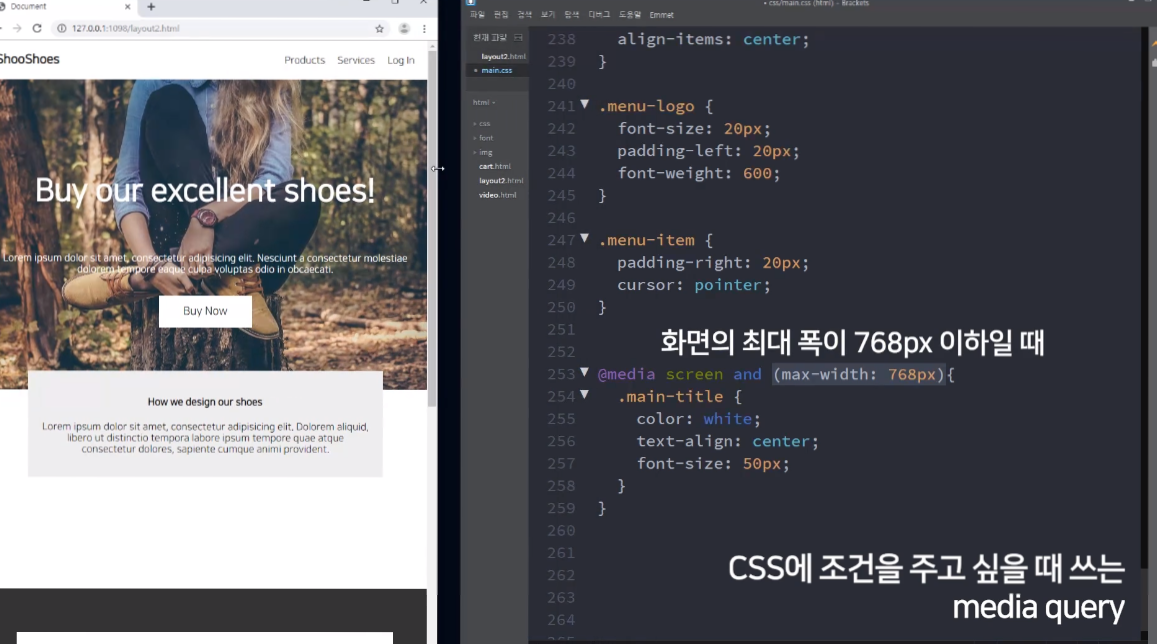 Document
127.0.0.1:1098/layout2.html
ShooShoes
Products Services Log In
Buy our excellent shoes!
Lorem ipsum dolor sit amet, consectetur adipisicing elit. Nesciunt a consectetur molestiae
dolorem tempore eaque culpa voluptas odio in obcaecati.
Buy Now
How we design our shoes
Lorem ipsum dolor sit amet, consectetur adipisicing elit. Dolorem aliquid,
libero ut distinctio tempora labore ipsum tempore quae atque
consectetur dolores, sapiente cumque animi provident.
• css/main.css (html) - Brackets
파일 편집 검색 보기 탐색 디버그 도움말 Emmet
현재 파일
layout2.html
main.css
html
css
font
img
cart.html
layout2.html
video.html
238 align-items: center;
239 }
240
241 .menu-logo {
242 font-size: 20px;
243 padding-left: 20px;
244 font-weight: 600;
245 }
246
247 .menu-item {
248 padding-right: 20px;
249 cursor: pointer;
250 }
251
화면의 최대 폭이 768px 이하일 때
252
253 @media screen and (max-width: 768px){
254 .main-title {
255 color: white;
256 text-align: center;
257 font-size: 50px;
258 }
259 }
260
261
262
263
264
CSS에 조건을 주고 싶을 때 쓰는
media query